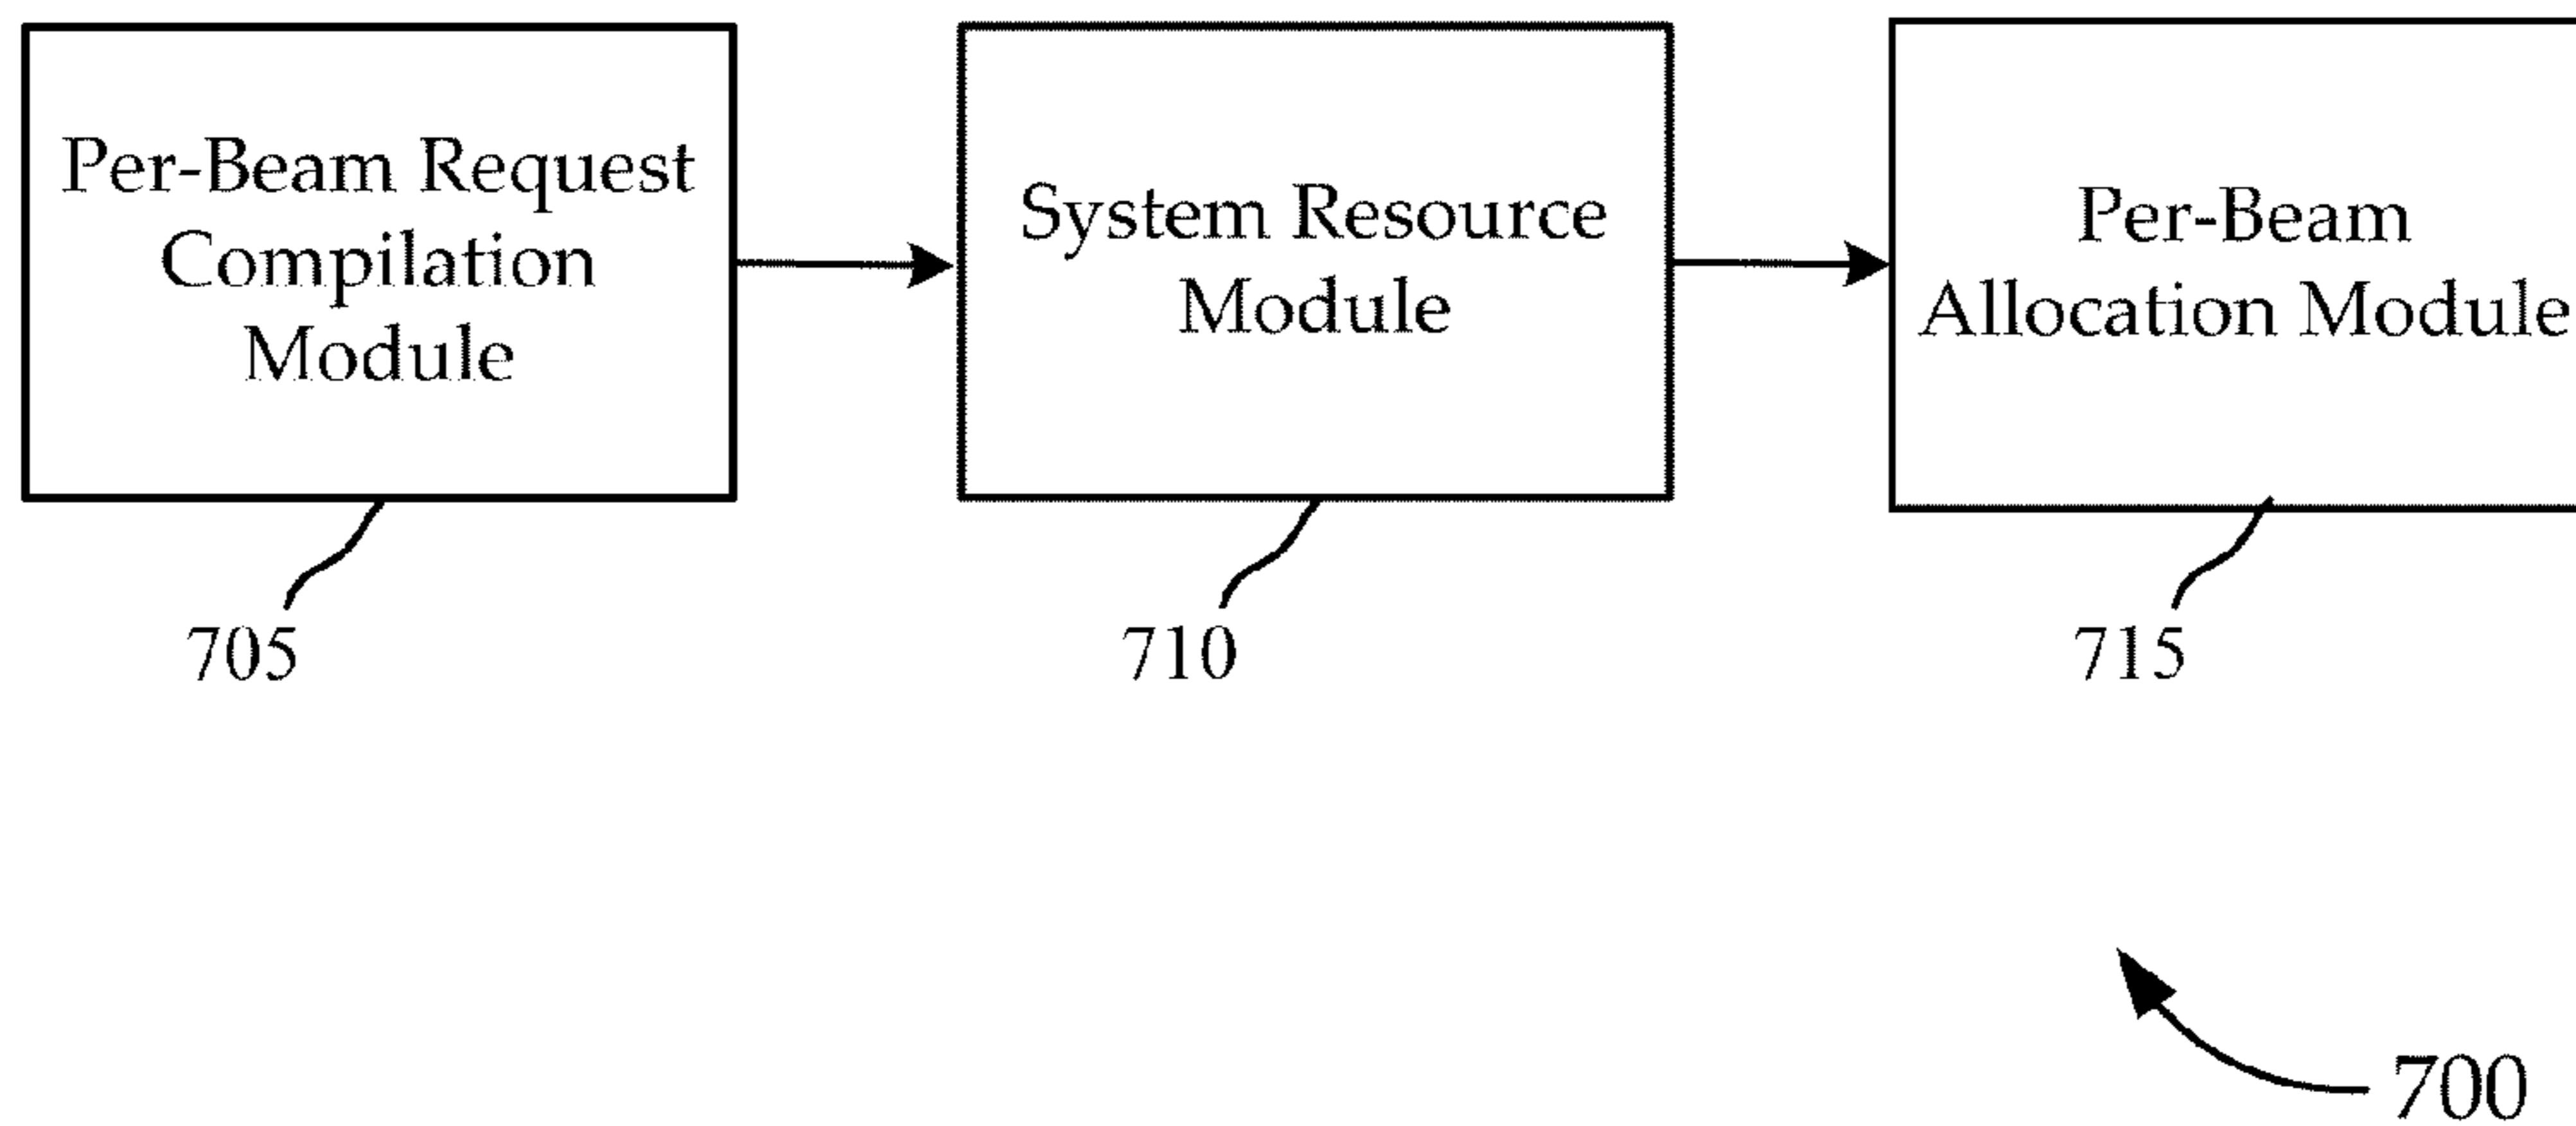 Per-Beam Request
Compilation
Module
System Resource
Module
Per-Beam
Allocation Module
705
710
715
700